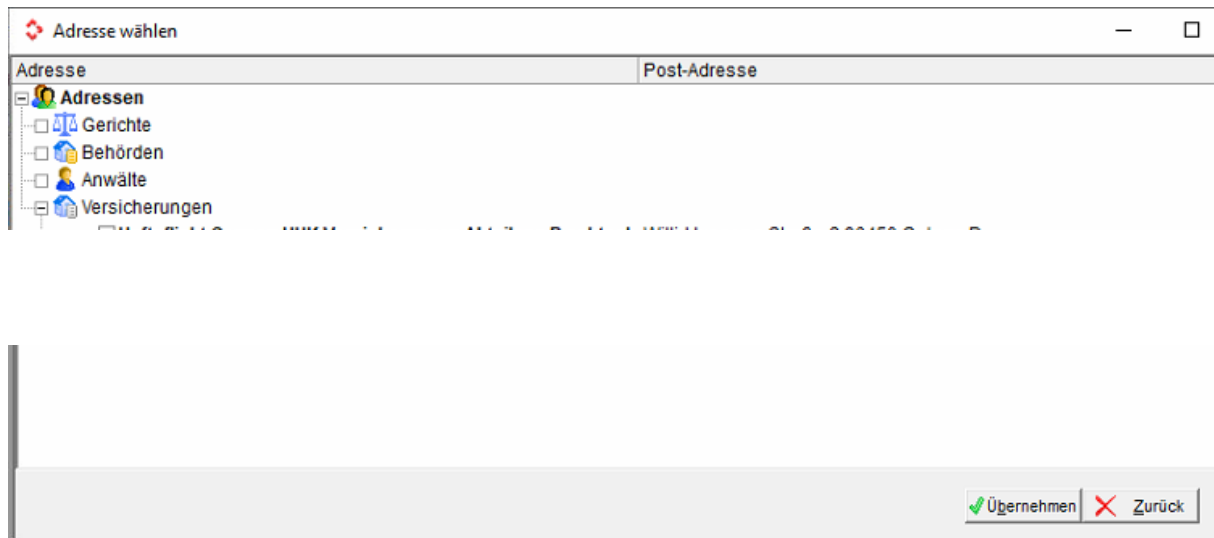 Adresse wählen
Adresse Post-Adresse
Adressen
Gerichte
Behörden
Anwälte
Versicherungen
Übernehmen Zurück